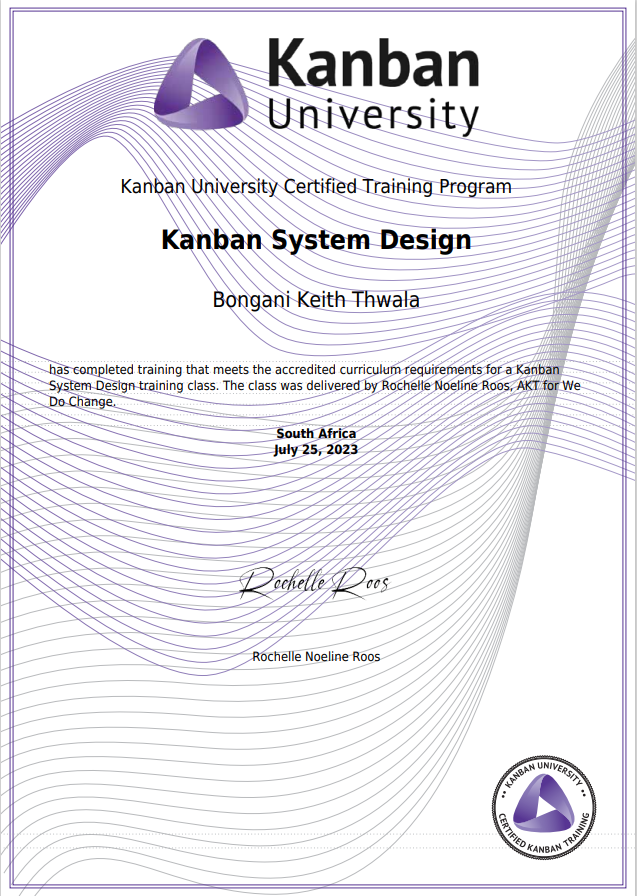 Kanban
University
Kanban University Certified Training Program
Kanban System Design
Bongani Keith Thwala
has completed training that meets the accredited curriculum requirements for a Kanban
System Design training class. The class was delivered by Rochelle Noeline Roos, AKT for We
Do Change.
South Africa
July 25, 2023
Rochelle Roos
Rochelle Noeline Roos
•• KANBAN UNIVERSITY ••
CERTIFIED KANBAN TRAINING